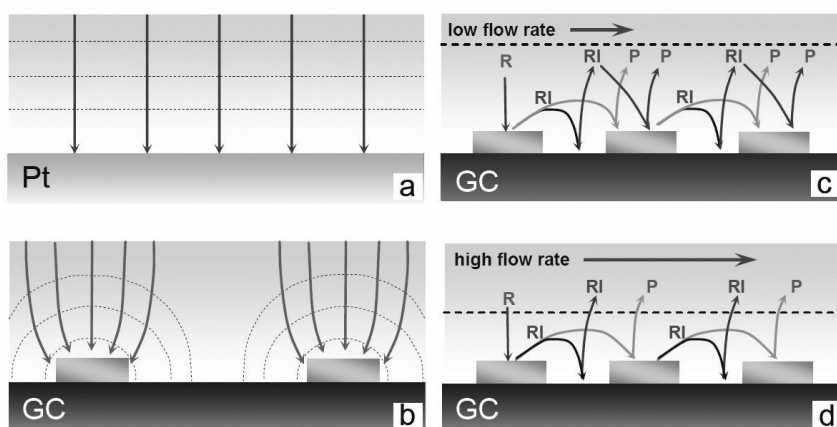 Pt
a
GC
b
low flow rate
R RI P P RI P P
RI RI
GC
c
high flow rate
R RI P RI P
RI RI
GC
d